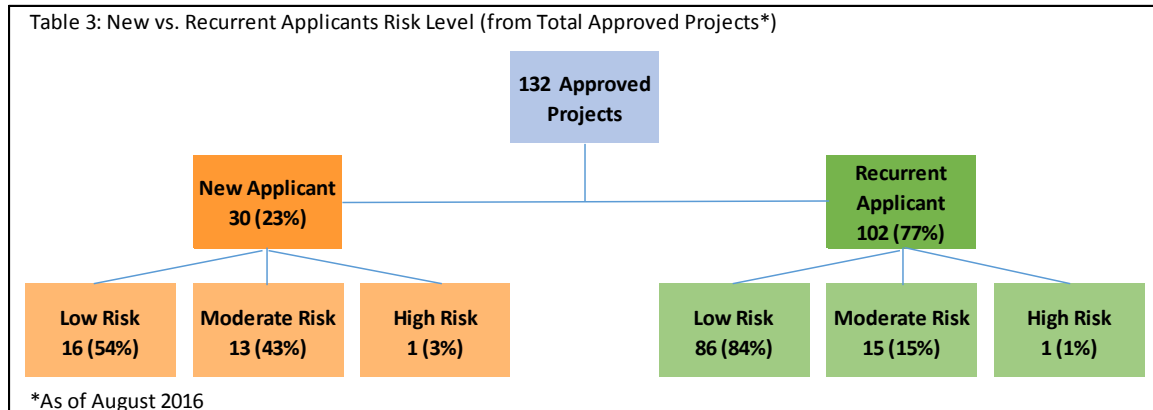 Table 3: New vs. Recurrent Applicants Risk Level (from Total Approved Projects*)
132 Approved
Projects
New Applicant
30 (23%)
Recurrent
Applicant
102 (77%)
Low Risk
16 (54%)
Moderate Risk
13 (43%)
High Risk
1 (3%)
Low Risk
86 (84%)
Moderate Risk
15 (15%)
High Risk
1 (1%)
*As of August 2016